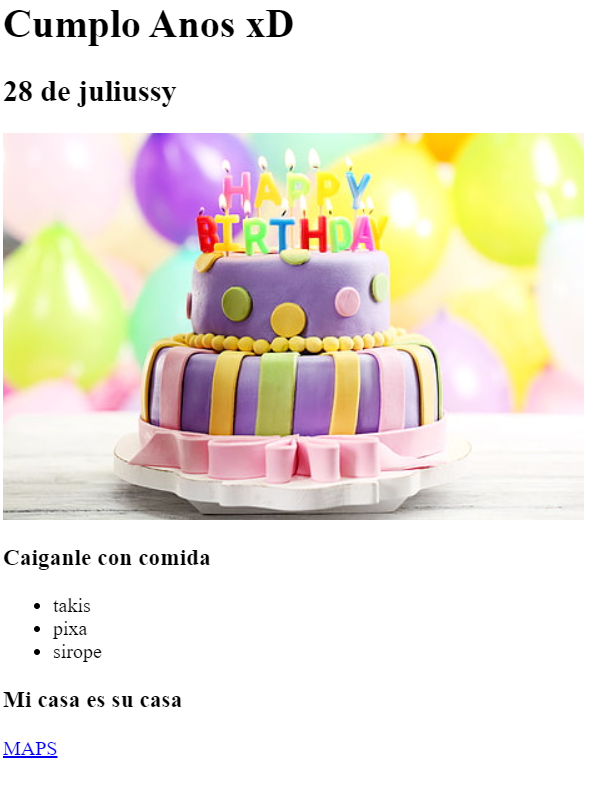 Cumplo Anos xD
28 de juliussy
HAPPY
BIRTHDAY
Caiganle con comida
takis
pixa
sirope
Mi casa es su casa
MAPS